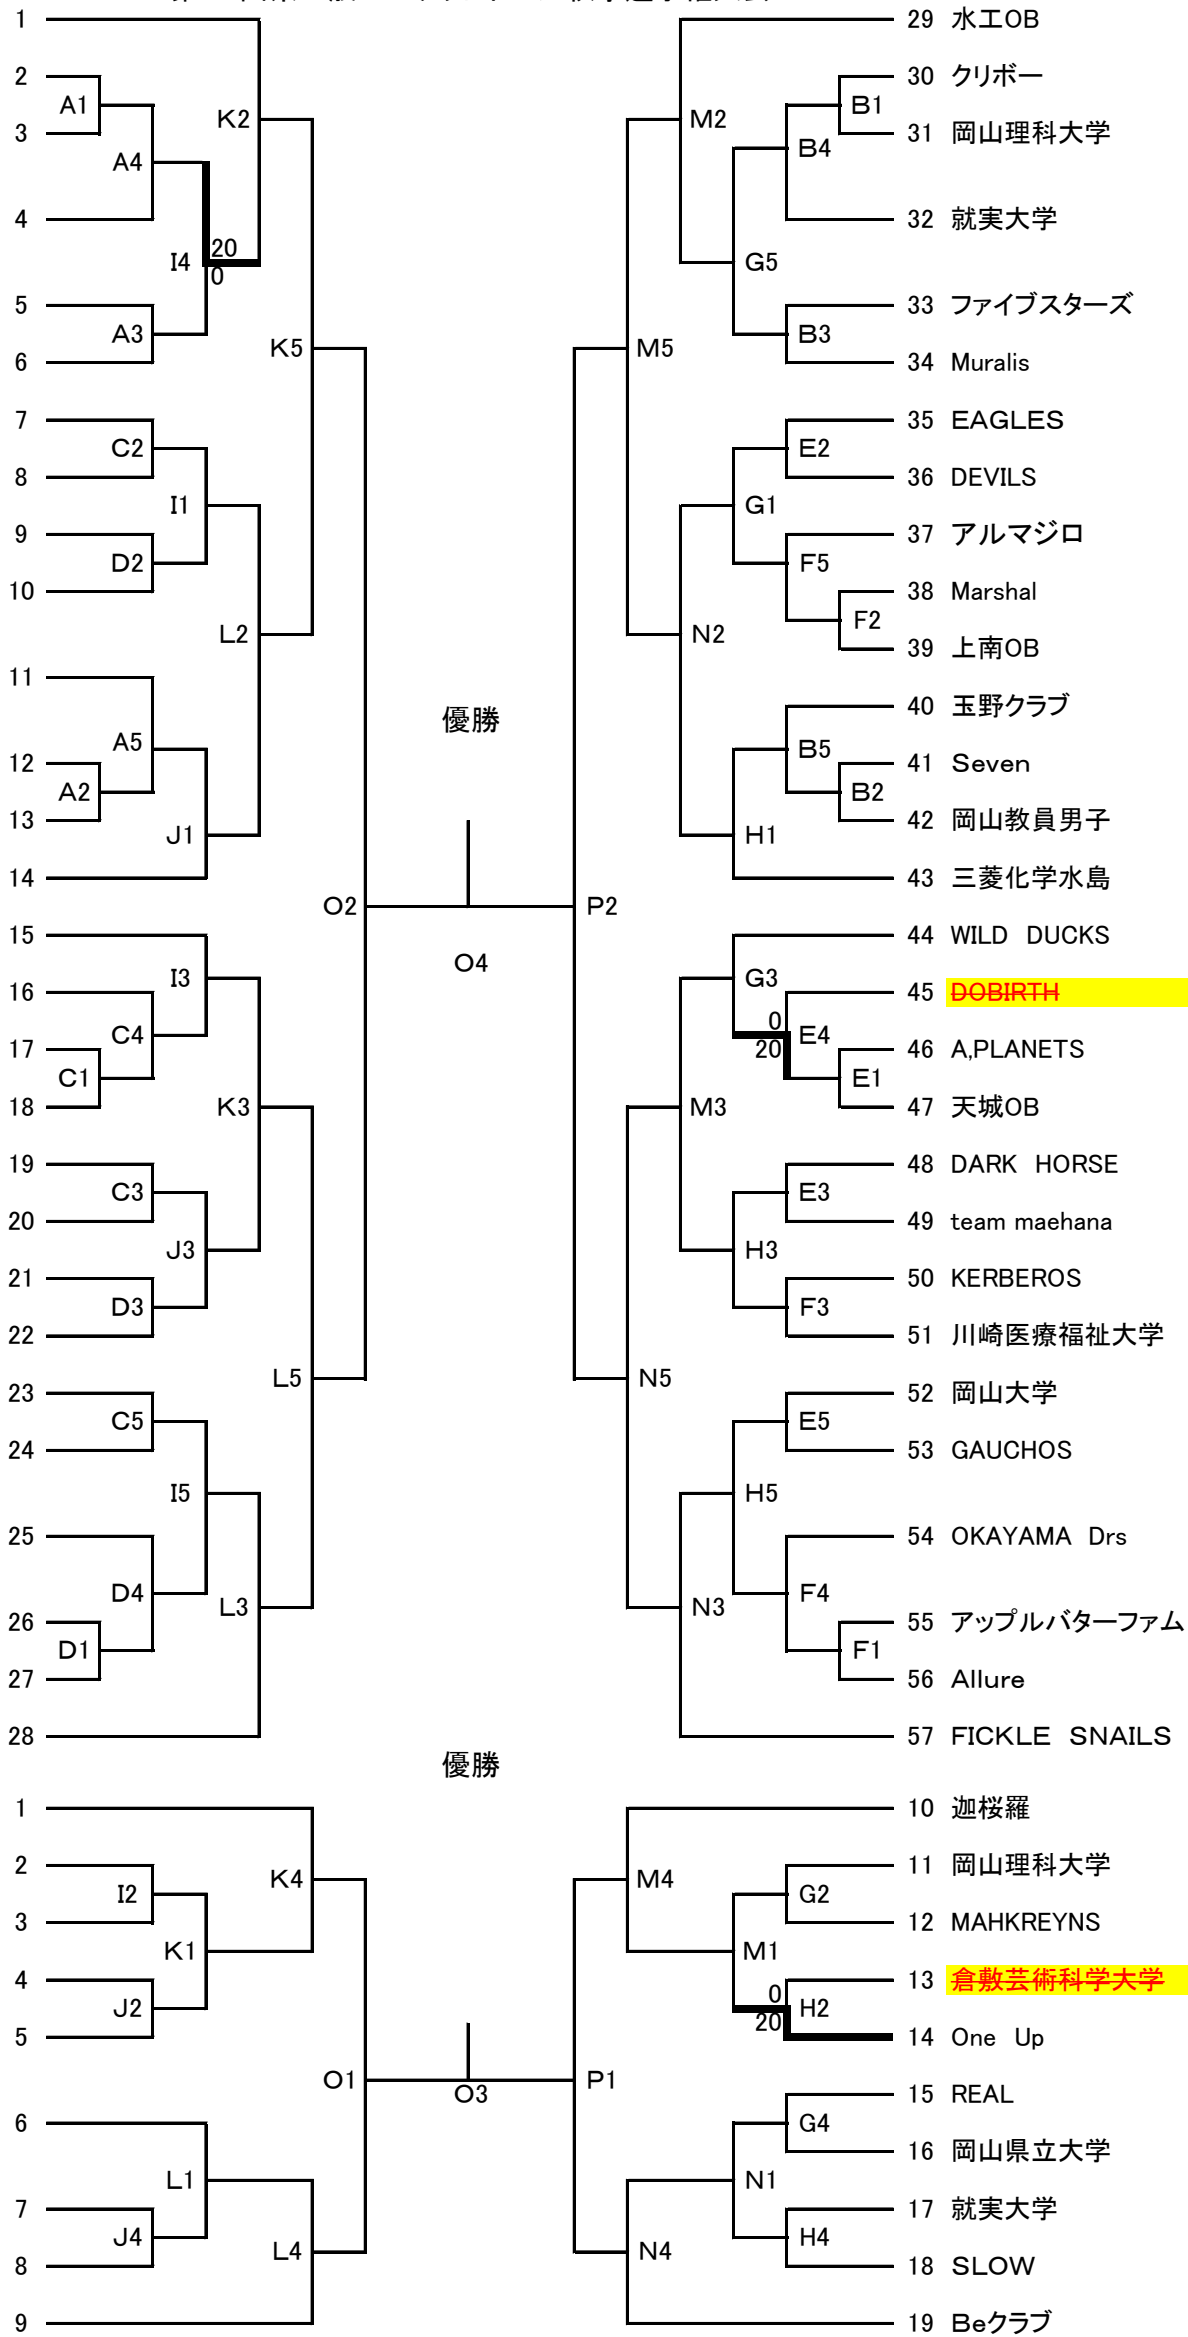 1
2
A1
3
A4
K2
4
I4
20
0
5
A3
6
K5
7
C2
8
I1
9
D2
10
L2
11
A5
12
A2
13
J1
14
O2
15
I3
16
C4
17
C1
18
K3
19
C3
20
J3
21
D3
22
L5
23
C5
24
I5
25
D4
L3
26
D1
27
28
優勝
O4
29 水工OB
30 クリボー
B1
31 岡山理科大学
M2
B4
32 就実大学
G5
33 ファイブスターズ
B3
34 Muralis
M5
35 EAGLES
E2
36 DEVILS
G1
37 アルマジロ
F5
38 Marshal
F2
39 上南OB
N2
40 玉野クラブ
B5
41 Seven
B2
42 岡山教員男子
H1
43 三菱化学水島
P2
44 WILD DUCKS
G3
45 DOBIRTH
0
20
E4
46 A,PLANETS
E1
47 天城OB
M3
48 DARK HORSE
E3
49 team maehana
H3
50 KERBEROS
F3
51 川崎医療福祉大学
N5
52 岡山大学
E5
53 GAUCHOS
H5
54 OKAYAMA Drs
F4
N3
55 アップルバターファム
F1
56 Allure
57 FICKLE SNAILS
優勝
1
2
I2
3
K4
K1
4
J2
5
O1
O3
6
L1
7
J4
8
L4
9
10 迦桜羅
11 岡山理科大学
M4
G2
12 MAHKREYNS
M1
13 倉敷芸術科学大学
0
20
H2
14 One Up
P1
15 REAL
G4
16 岡山県立大学
N1
17 就実大学
H4
N4
18 SLOW
19 Beクラブ